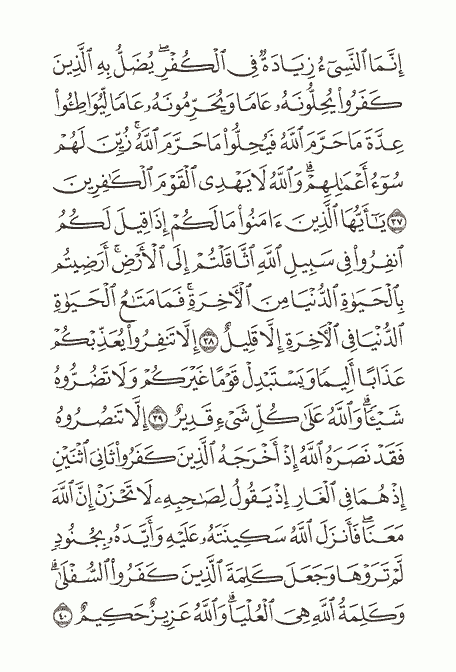 إِنَّمَا ٱلنَّسِىٓءُ زِيَادَةٌ فِى ٱلْكُفْرِ ۖ يُضَلُّ بِهِ ٱلَّذِينَ
كَفَرُوا۟ يُحِلُّونَهُۥ عَامًا وَيُحَرِّمُونَهُۥ عَامًا لِّيُوَاطِـُٔوا۟
عِدَّةَ مَا حَرَّمَ ٱللَّهُ فَيُحِلُّوا۟ مَا حَرَّمَ ٱللَّهُ ۚ زُيِّنَ لَهُمْ
سُوٓءُ أَعْمَـٰلِهِمْ ۗ وَٱللَّهُ لَا يَهْدِى ٱلْقَوْمَ ٱلْكَـٰفِرِينَ
٣٧ يَـٰٓأَيُّهَا ٱلَّذِينَ ءَامَنُوا۟ مَا لَكُمْ إِذَا قِيلَ لَكُمُ
ٱنفِرُوا۟ فِى سَبِيلِ ٱللَّهِ ٱثَّاقَلْتُمْ إِلَى ٱلْأَرْضِ ۚ أَرَضِيتُم
بِٱلْحَيَوٰةِ ٱلدُّنْيَا مِنَ ٱلْـَٔاخِرَةِ ۚ فَمَا مَتَـٰعُ ٱلْحَيَوٰةِ
ٱلدُّنْيَا فِى ٱلْـَٔاخِرَةِ إِلَّا قَلِيلٌ ٣٨ إِلَّا تَنفِرُوا۟ يُعَذِّبْكُمْ
عَذَابًا أَلِيمًا وَيَسْتَبْدِلْ قَوْمًا غَيْرَكُمْ وَلَا تَضُرُّوهُ
شَيْـًٔا ۗ وَٱللَّهُ عَلَىٰ كُلِّ شَىْءٍ قَدِيرٌ ٣٩ إِلَّا تَنصُرُوهُ
فَقَدْ نَصَرَهُ ٱللَّهُ إِذْ أَخْرَجَهُ ٱلَّذِينَ كَفَرُوا۟ ثَانِىَ ٱثْنَيْنِ
إِذْ هُمَا فِى ٱلْغَارِ إِذْ يَقُولُ لِصَـٰحِبِهِۦ لَا تَحْزَنْ إِنَّ ٱللَّهَ
مَعَنَا ۖ فَأَنزَلَ ٱللَّهُ سَكِينَتَهُۥ عَلَيْهِ وَأَيَّدَهُۥ بِجُنُودٍ
لَّمْ تَرَوْهَا وَجَعَلَ كَلِمَةَ ٱلَّذِينَ كَفَرُوا۟ ٱلسُّفْلَىٰ ۗ
وَكَلِمَةُ ٱللَّهِ هِىَ ٱلْعُلْيَا ۗ وَٱللَّهُ عَزِيزٌ حَكِيمٌ ٤٠